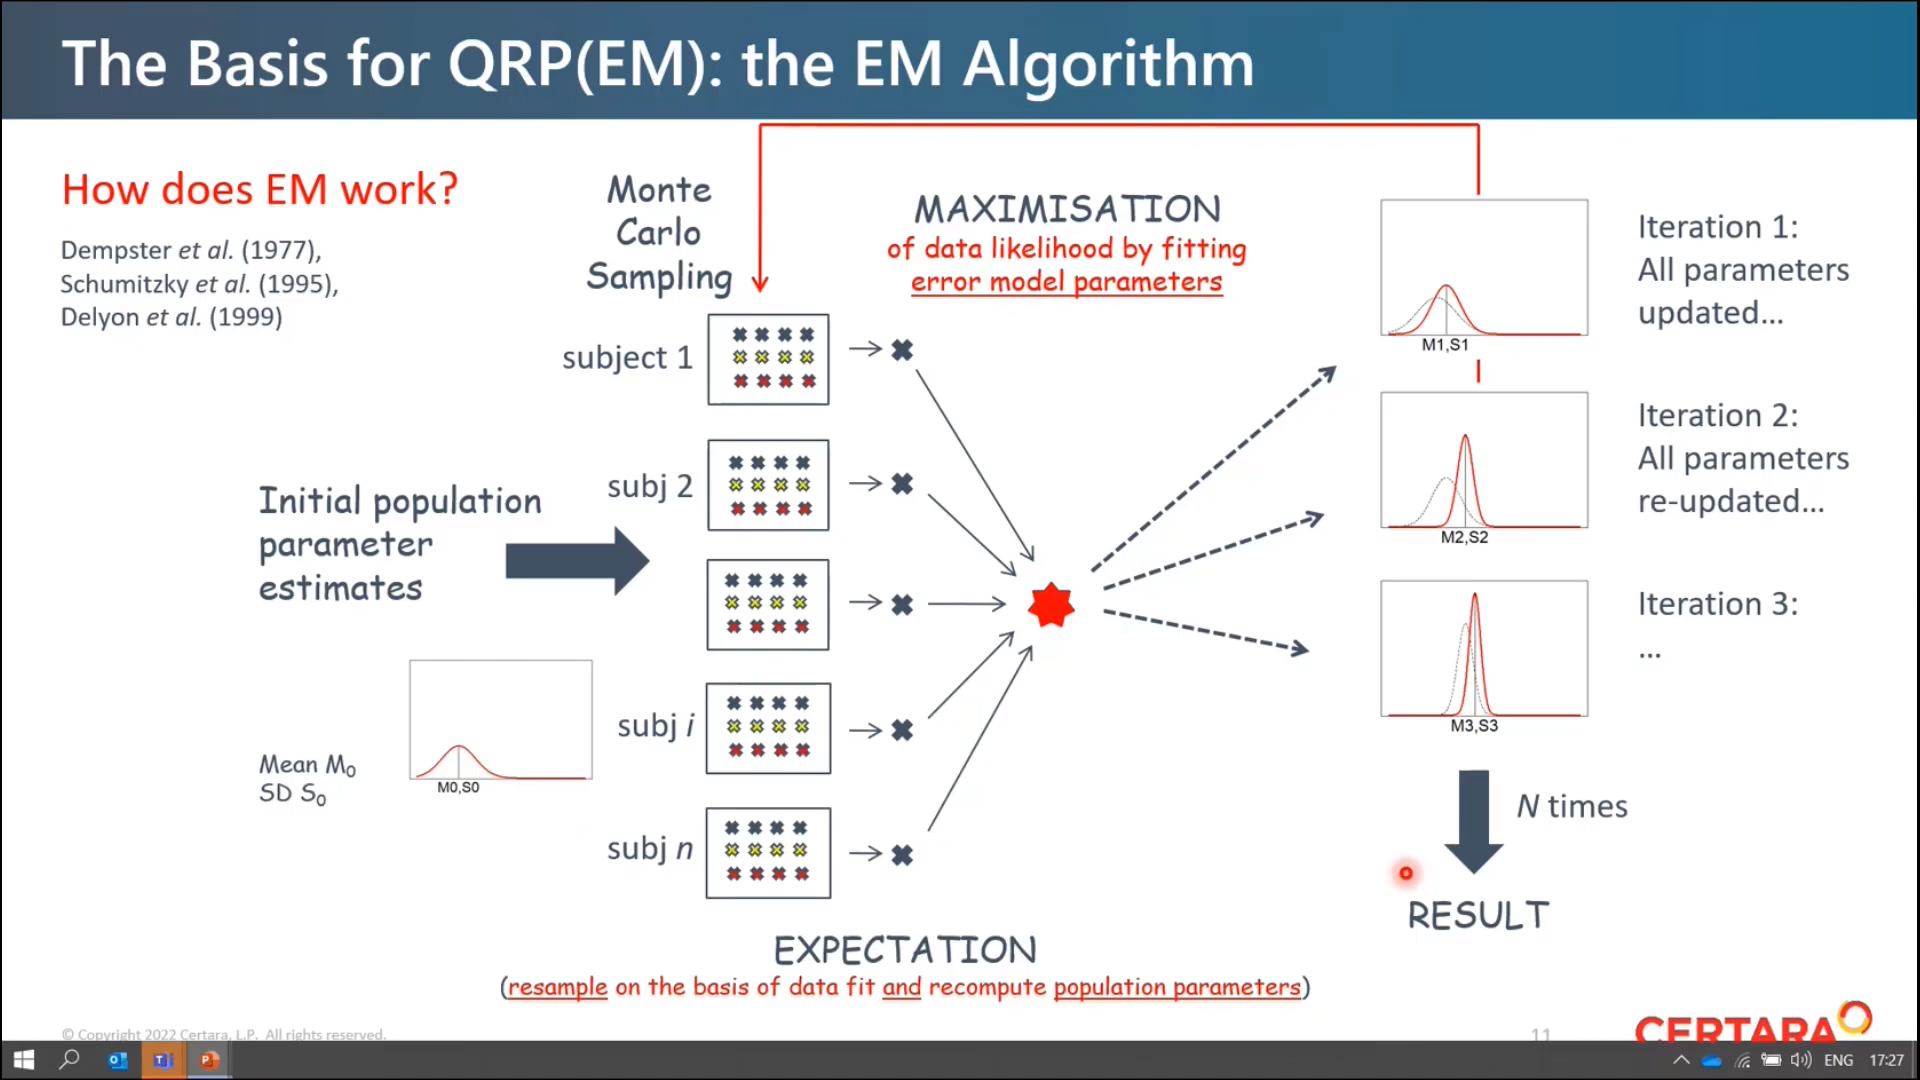 The Basis for QRP(EM): the EM Algorithm
How does EM work?
Dempster et al. (1977),
Schumitzky et al. (1995),
Delyon et al. (1999)
Monte
Carlo
Sampling
MAXIMISATION
of data likelihood by fitting
error model parameters
Iteration 1:
All parameters
updated...
M1,S1
subject 1
subj 2
Iteration 2:
All parameters
re-updated...
M2,S2
Initial population
parameter
estimates
Iteration 3:
...
M3,S3
subj i
Mean M₀
SD S₀
M0,S0
subj n
N times
RESULT
EXPECTATION
(resample on the basis of data fit and recompute population parameters)
© Copyright 2022 Certara, L.P. All rights reserved.
11
CERTARA
ENG
17:27